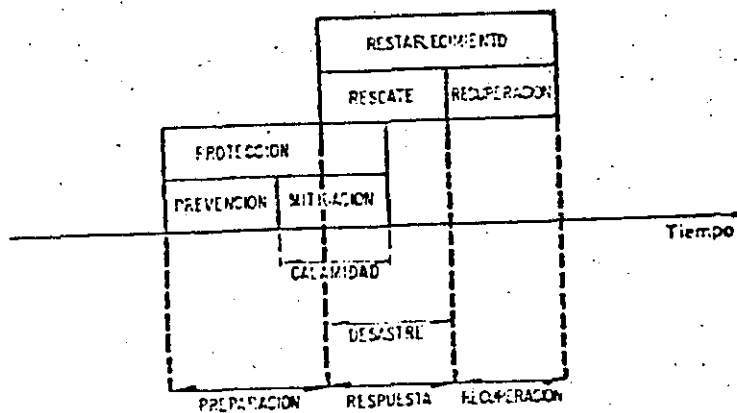 RESTABLECIMIENTO
RESCATE RECUPERACION
PROTECCION
PREVENCION MITIGACION
Tiempo
CALAMIDAD
DESASTRE
PREPARACION RESPUESTA RECUPERACION